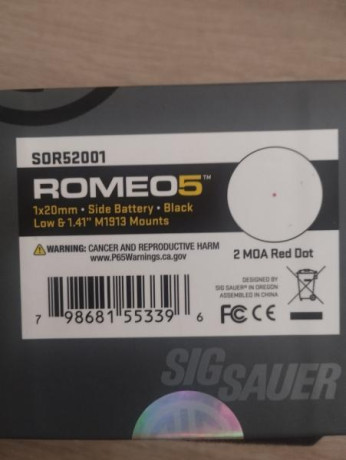 SOR52001
ROMEO5™
1x20mm • Side Battery • Black
Low & 1.41" M1913 Mounts
WARNING: CANCER AND REPRODUCTIVE HARM
www.P65Warnings.ca.gov
2 MOA Red Dot
DESIGNED BY
SIG SAUER® IN OREGON
ASSEMBLED IN CHINA
7 98681 55339 6
FC CE
SIG SAUER